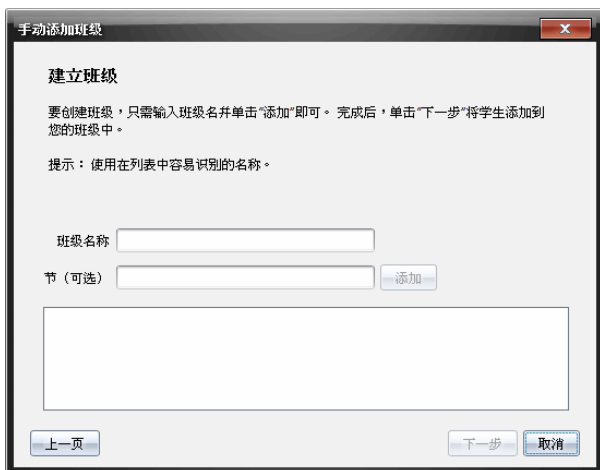 手动添加班级
建立班级
要创建班级，只需输入班级名并单击"添加"即可。完成后，单击"下一步"将学生添加到
您的班级中。
提示：使用在列表中容易识别的名称。
班级名称
节（可选）
添加
上一页
下一步
取消